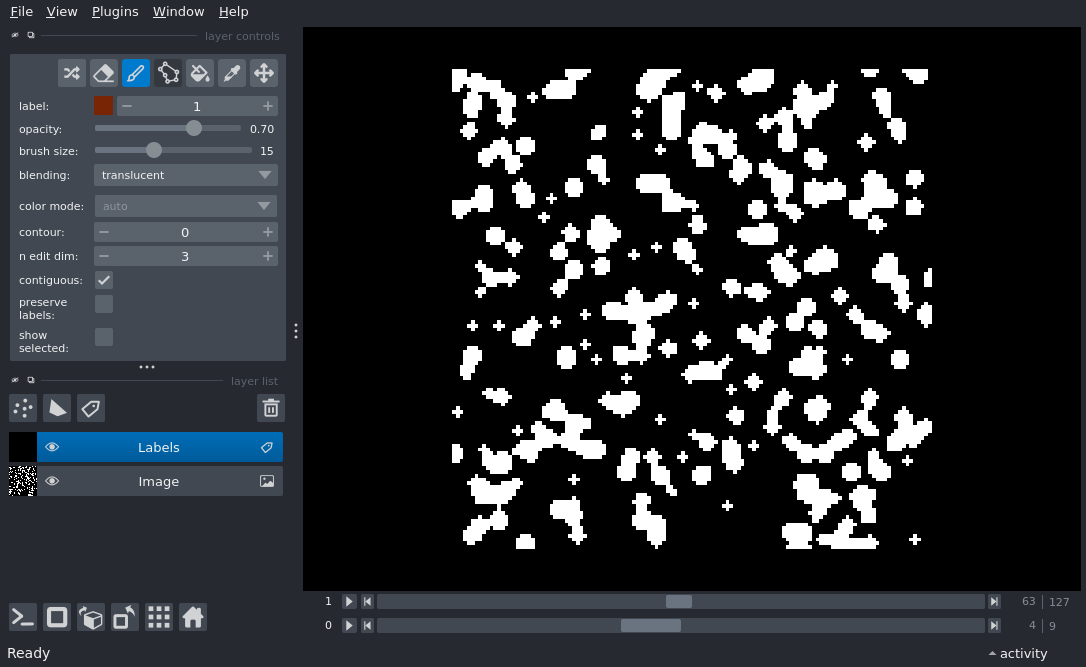 File View Plugins Window Help
layer controls
label: 1
opacity: 0.70
brush size: 15
blending: translucent
color mode: auto
contour: 0
n edit dim: 3
contiguous:
preserve
labels:
show
selected:
layer list
Labels
Image
1 63 127
0 4 9
Ready activity